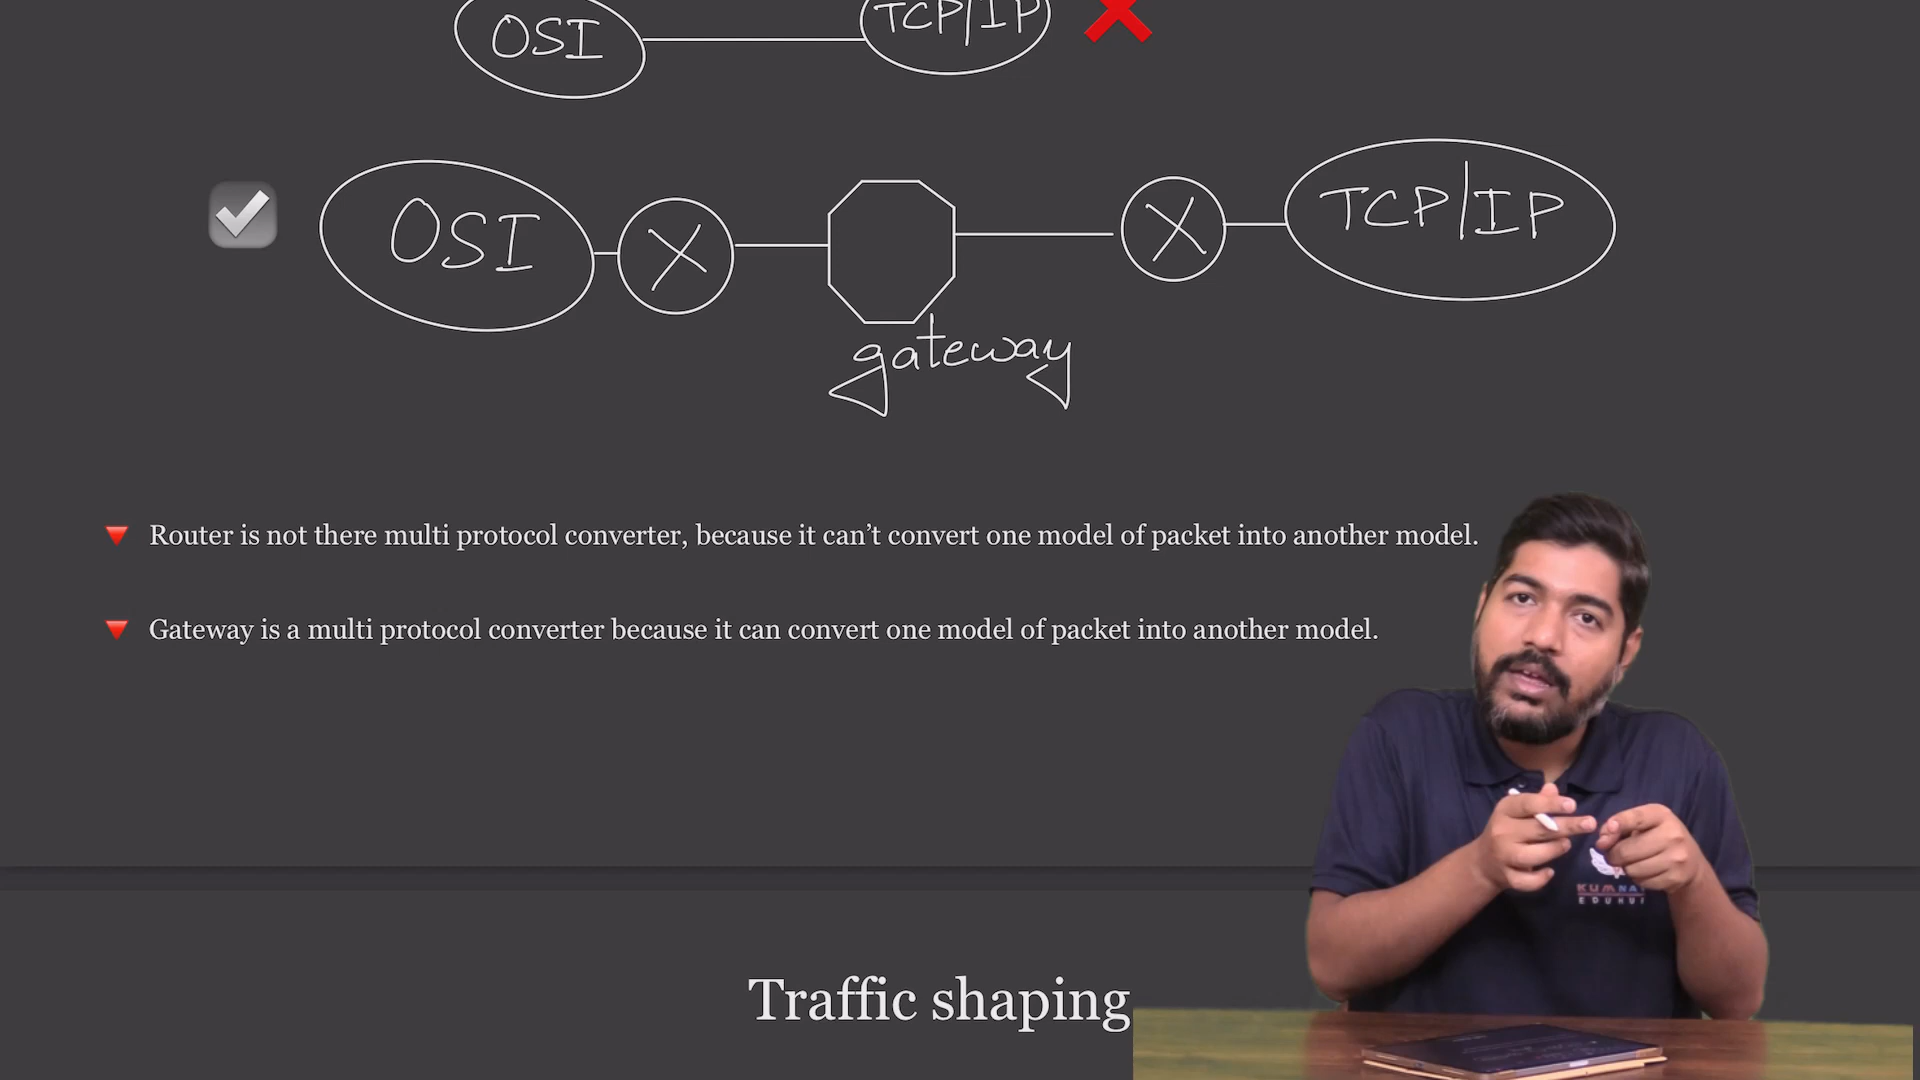 OSI TCP/IP
OSI X X TCP/IP
gateway
Router is not there multi protocol converter, because it can’t convert one model of packet into another model.
Gateway is a multi protocol converter because it can convert one model of packet into another model.
Traffic shaping